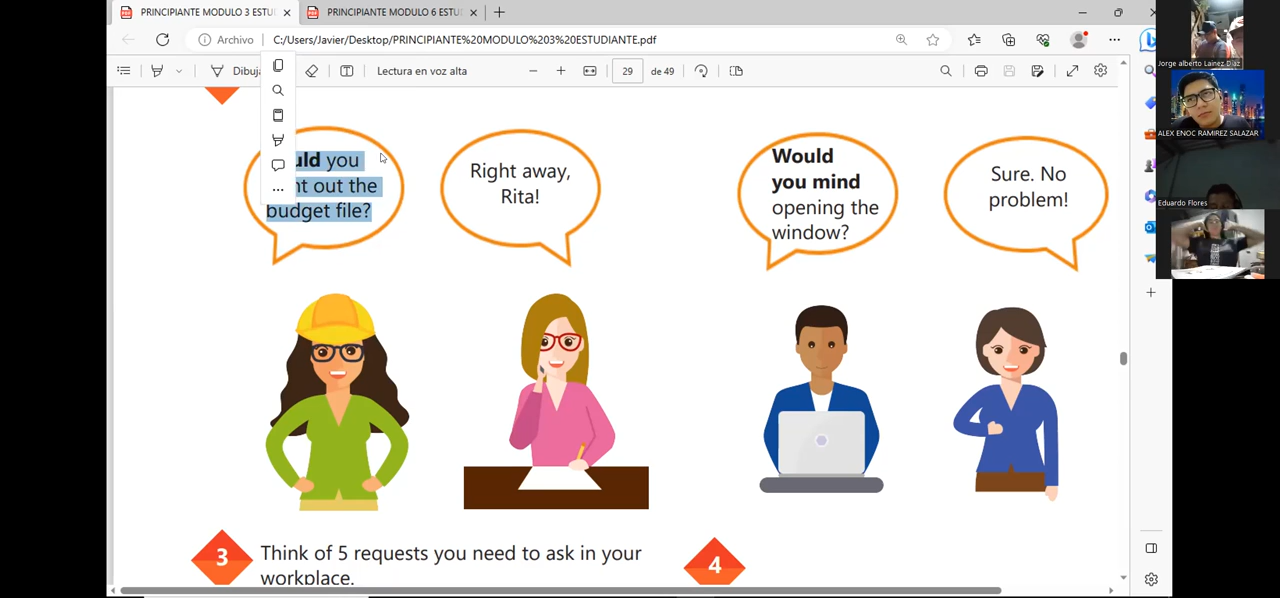 PRINCIPIANTE MODULO 3 ESTU
PRINCIPIANTE MODULO 6 ESTU
Archivo
C:/Users/Javier/Desktop/PRINCIPIANTE%20MODULO%203%20ESTUDIANTE.pdf
Dibuj
Lectura en voz alta
29
de 49
uld you
nt out the
budget file?
Right away,
Rita!
Would
you mind
opening the
window?
Sure. No
problem!
3
Think of 5 requests you need to ask in your
workplace.
4
Jorge alberto Lainez Diaz
ALEX ENOC RAMIREZ SALAZAR
Eduardo Flores